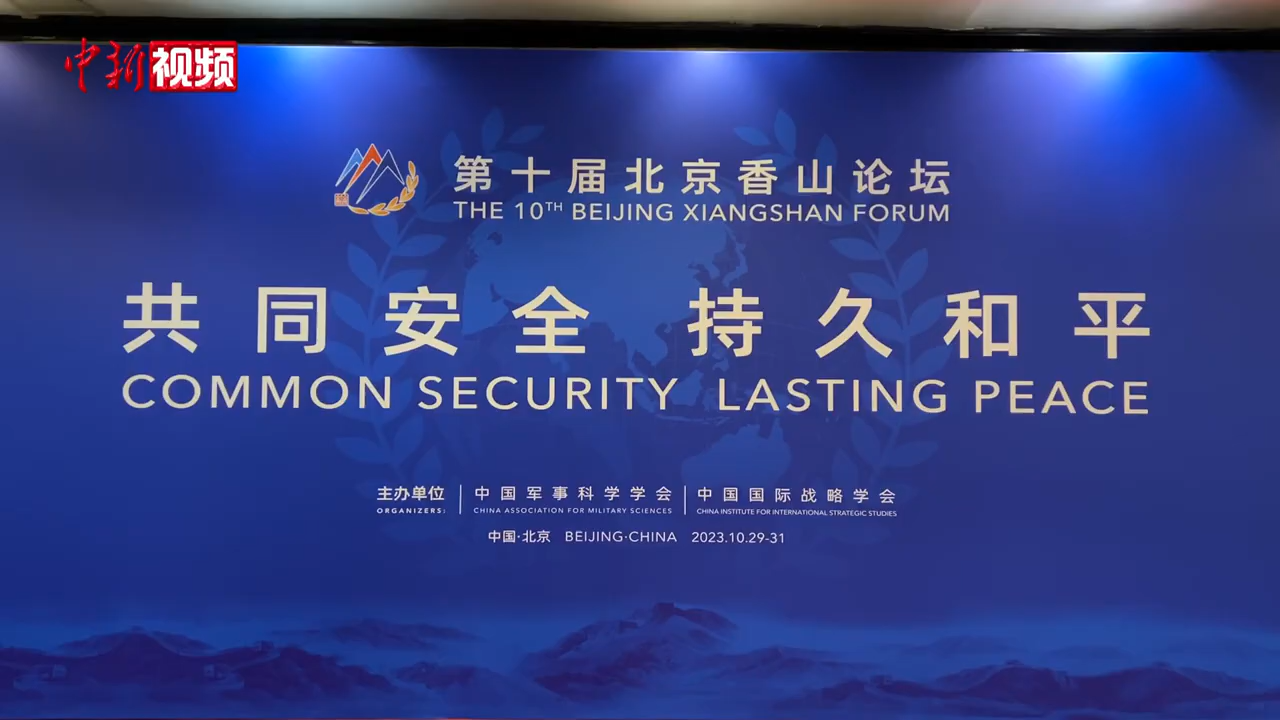 中新视频
第十届北京香山论坛
THE 10TH BEIJING XIANGSHAN FORUM
共同安全 持久和平
COMMON SECURITY LASTING PEACE
主办单位 | 中国军事科学学会 | 中国国际战略学会
ORGANIZERS: CHINA ASSOCIATION FOR MILITARY SCIENCES CHINA INSTITUTE FOR INTERNATIONAL STRATEGIC STUDIES
中国·北京 BEIJING·CHINA 2023.10.29-31